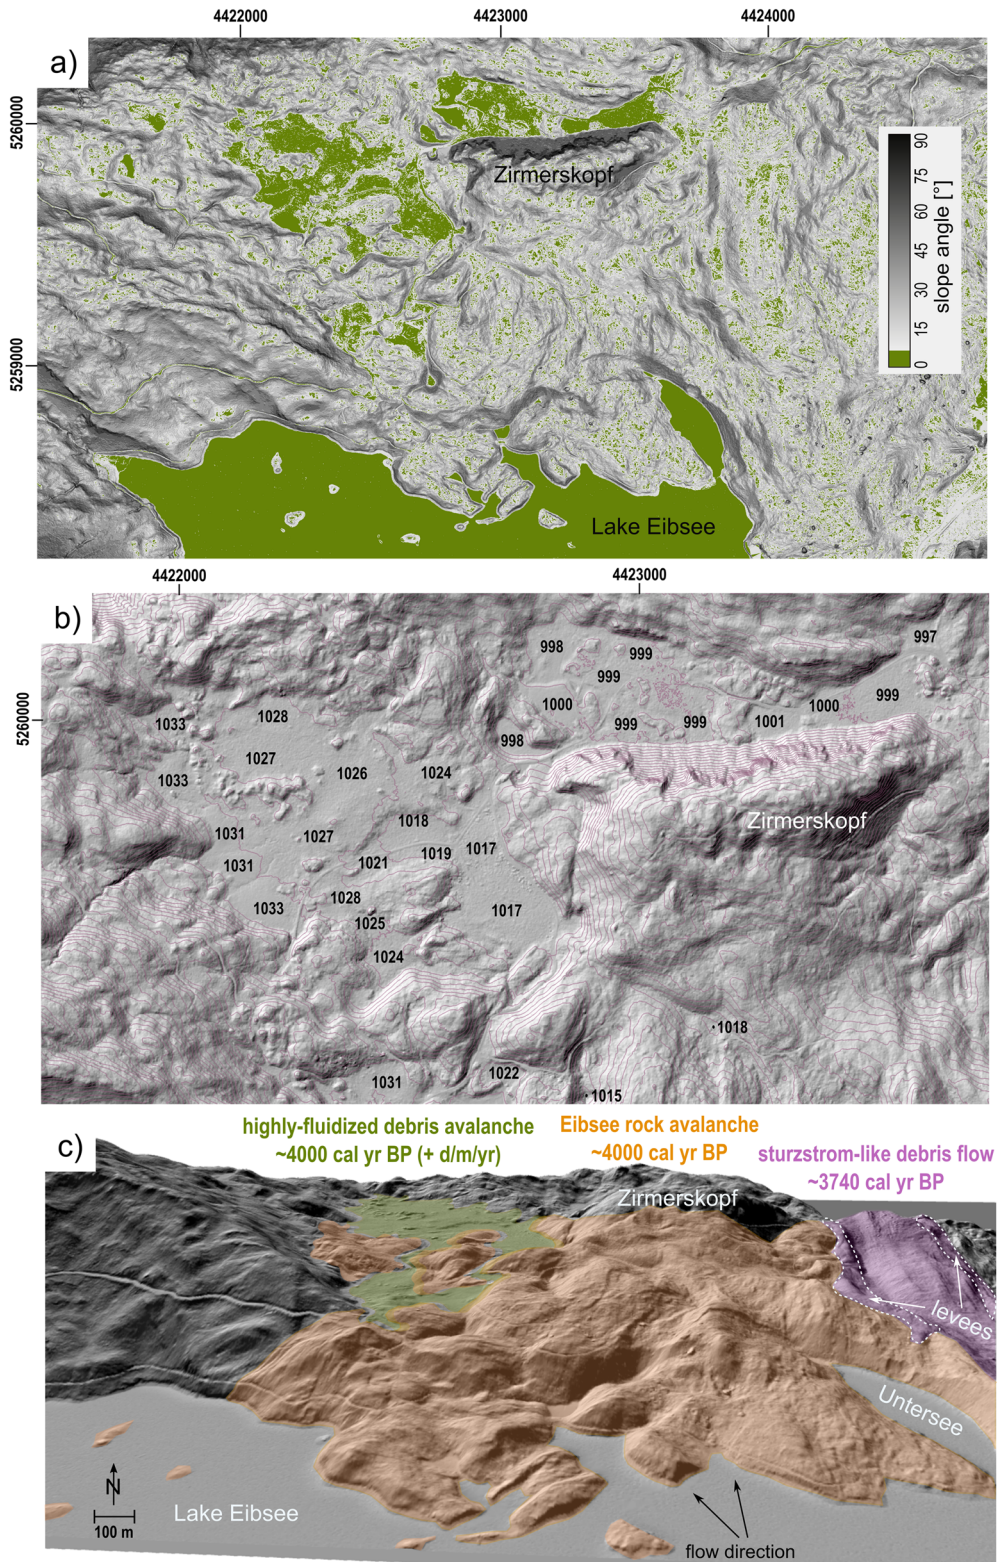 4422000
4423000
4424000
a)
5260000
5259000
Zirmerskopf
Lake Eibsee
90
75
60
45
30
15
0
slope angle [°]
4422000
4423000
b)
5260000
998
999
997
999
999
1000
1000
1001
999
999
998
1033
1028
1027
1026
1024
1033
1031
1027
1018
1017
1019
1021
1031
1028
1033
1025
1017
1024
Zirmerskopf
1018
1031
1022
1015
c)
highly-fluidized debris avalanche
~4000 cal yr BP (+ d/m/yr)
Eibsee rock avalanche
~4000 cal yr BP
sturzstrom-like debris flow
~3740 cal yr BP
Zirmerskopf
levees
Untersee
N
100 m
Lake Eibsee
flow direction